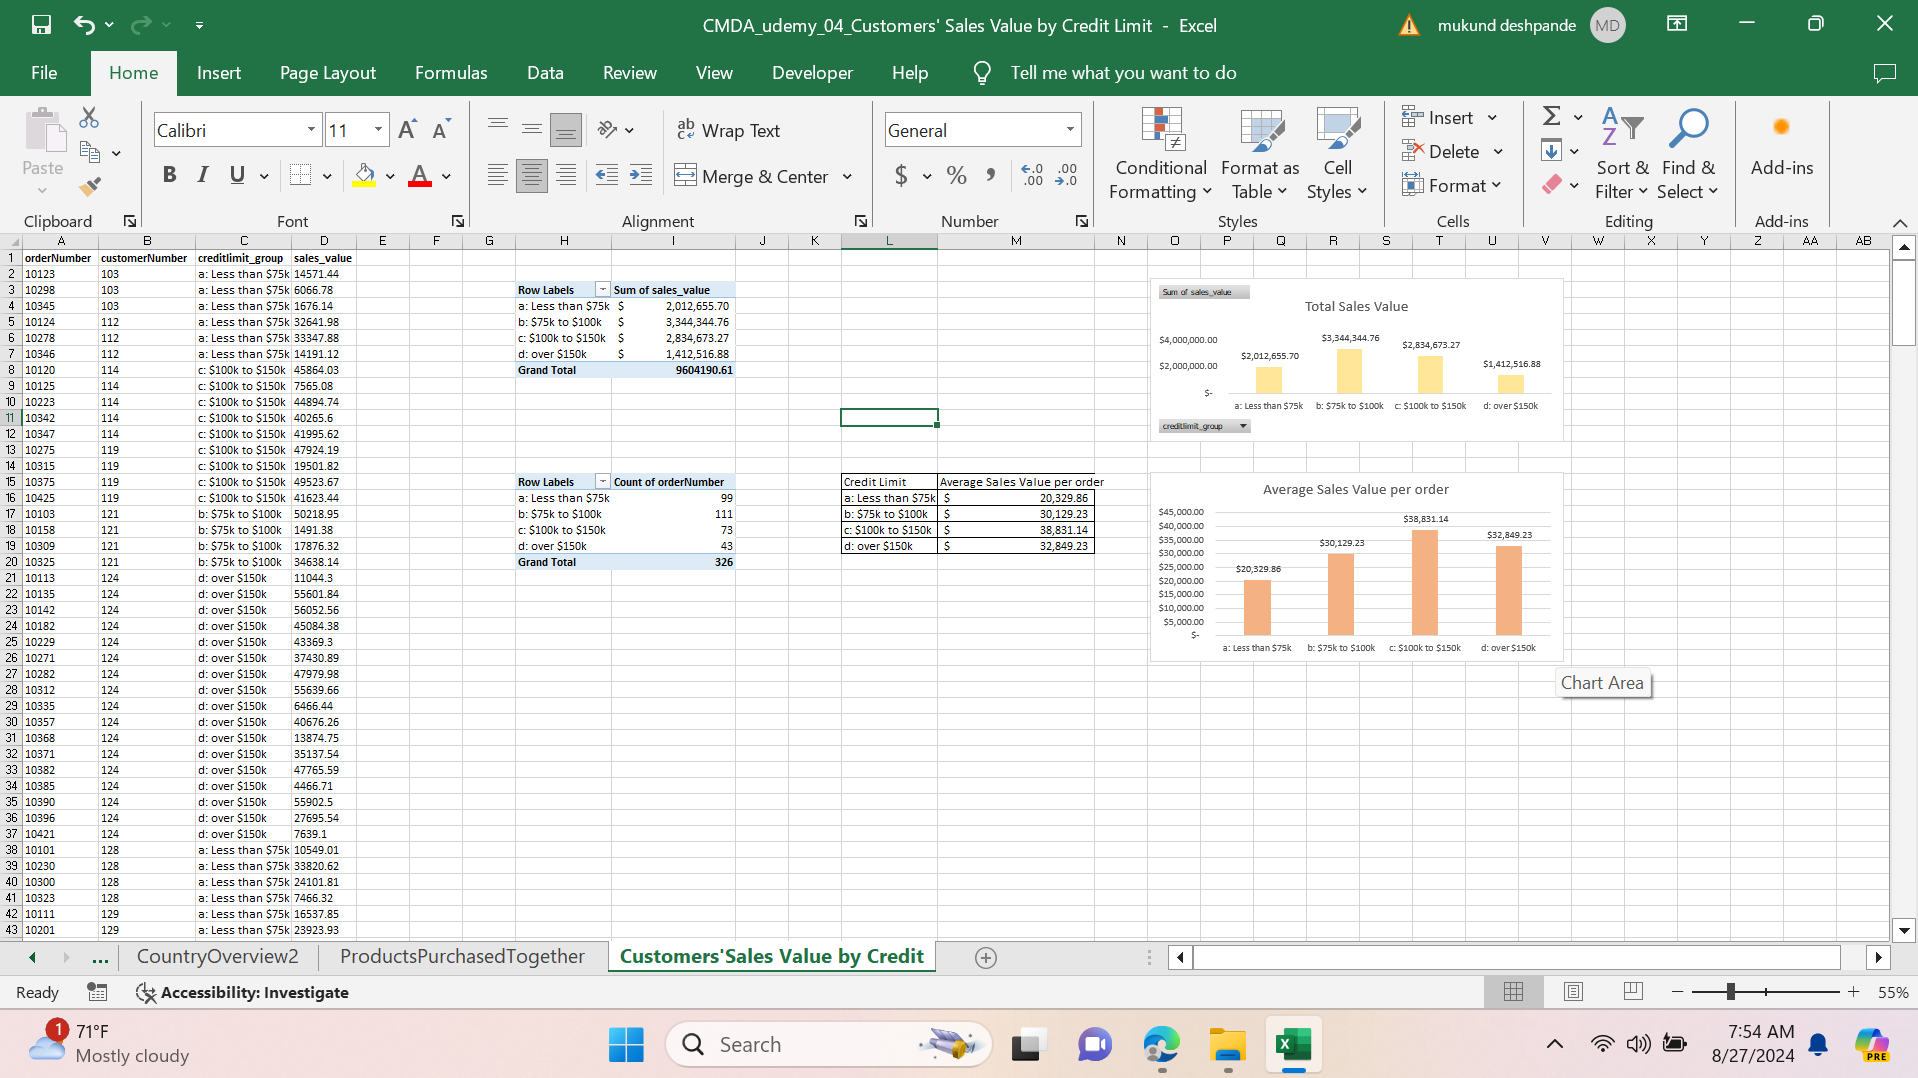 CMDA_udemy_04_Customers' Sales Value by Credit Limit - Excel
mukund deshpande MD
File Home Insert Page Layout Formulas Data Review View Developer Help Tell me what you want to do
Paste
Clipboard
Calibri 11
B I U
Font
ab Wrap Text
Merge & Center
Alignment
General
$ % ,
Number
Conditional Formatting
Format as Table
Cell Styles
Styles
Insert
Delete
Format
Cells
Sort & Filter
Find & Select
Editing
Add-ins
Add-ins
A B C D E F G H I J K L M N O P Q R S T U V W X Y Z AA AB
1 orderNumber customerNumber creditlimit_group sales_value
2 10123 103 a: Less than $75k 14571.44
3 10298 103 a: Less than $75k 6066.78
4 10345 103 a: Less than $75k 1676.14
5 10124 112 a: Less than $75k 32641.98
6 10278 112 a: Less than $75k 33347.88
7 10346 112 a: Less than $75k 14191.12
8 10120 114 c: $100k to $150k 45864.03
9 10125 114 c: $100k to $150k 7565.08
10 10223 114 c: $100k to $150k 44894.74
11 10342 114 c: $100k to $150k 40265.6
12 10347 114 c: $100k to $150k 41995.62
13 10275 119 c: $100k to $150k 47924.19
14 10315 119 c: $100k to $150k 19501.82
15 10375 119 c: $100k to $150k 49523.67
16 10425 119 c: $100k to $150k 41623.44
17 10103 121 b: $75k to $100k 50218.95
18 10158 121 b: $75k to $100k 1491.38
19 10309 121 b: $75k to $100k 17876.32
20 10325 121 b: $75k to $100k 34638.14
21 10113 124 d: over $150k 11044.3
22 10135 124 d: over $150k 55601.84
23 10142 124 d: over $150k 56052.56
24 10182 124 d: over $150k 45084.38
25 10229 124 d: over $150k 43369.3
26 10271 124 d: over $150k 37430.89
27 10282 124 d: over $150k 47979.98
28 10312 124 d: over $150k 55639.66
29 10335 124 d: over $150k 6466.44
30 10357 124 d: over $150k 40676.26
31 10368 124 d: over $150k 13874.75
32 10371 124 d: over $150k 35137.54
33 10382 124 d: over $150k 47765.59
34 10385 124 d: over $150k 4466.71
35 10390 124 d: over $150k 55902.5
36 10396 124 d: over $150k 27695.54
37 10421 124 d: over $150k 7639.1
38 10101 128 a: Less than $75k 10549.01
39 10230 128 a: Less than $75k 33820.62
40 10300 128 a: Less than $75k 24101.81
41 10323 128 a: Less than $75k 7466.32
42 10111 129 a: Less than $75k 16537.85
43 10201 129 a: Less than $75k 23923.93
Row Labels Sum of sales_value
a: Less than $75k $ 2,012,655.70
b: $75k to $100k $ 3,344,344.76
c: $100k to $150k $ 2,834,673.27
d: over $150k $ 1,412,516.88
Grand Total 9604190.61
Row Labels Count of orderNumber
a: Less than $75k 99
b: $75k to $100k 111
c: $100k to $150k 73
d: over $150k 43
Grand Total 326
Credit Limit Average Sales Value per order
a: Less than $75k $ 20,329.86
b: $75k to $100k $ 30,129.23
c: $100k to $150k $ 38,831.14
d: over $150k $ 32,849.23
Sum of sales_value
Total Sales Value
$4,000,000.00
$2,000,000.00
$-
$2,012,655.70
$3,344,344.76
$2,834,673.27
$1,412,516.88
a: Less than $75k b: $75k to $100k c: $100k to $150k d: over $150k
creditlimit_group
Average Sales Value per order
$45,000.00
$40,000.00
$35,000.00
$30,000.00
$25,000.00
$20,000.00
$15,000.00
$10,000.00
$5,000.00
$-
$20,329.86
$30,129.23
$38,831.14
$32,849.23
a: Less than $75k b: $75k to $100k c: $100k to $150k d: over $150k
Chart Area
... CountryOverview2 ProductsPurchasedTogether Customers'Sales Value by Credit
Ready Accessibility: Investigate 55%
1 71°F
Mostly cloudy
Search
7:54 AM
8/27/2024
PRE